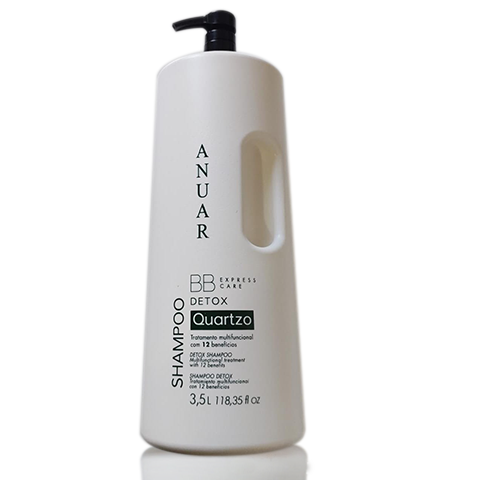 ANUAR
BB EXPRESS CARE
DETOX
Quartzo
SHAMPOO
Tratamento multifuncional
com 12 benefícios
DETOX SHAMPOO
Multifunctional treatment
with 12 benefits
SHAMPOO DETOX
Tratamiento multifuncional
con 12 beneficios
3,5L 118,35 fl oz